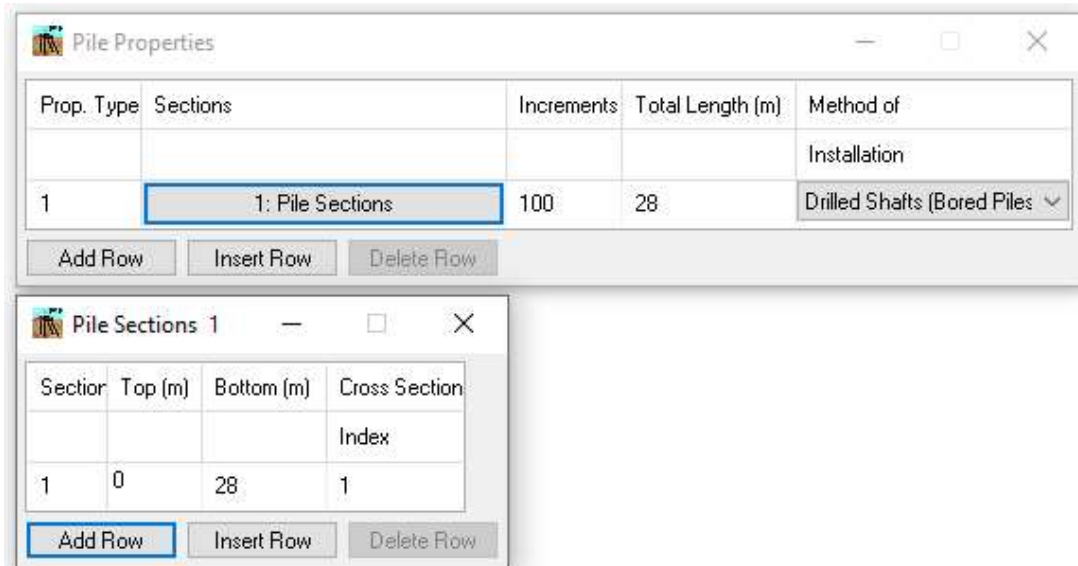 Pile Properties
Prop. Type Sections Increments Total Length (m) Method of
Installation
1 1: Pile Sections 100 28 Drilled Shafts (Bored Piles
Add Row Insert Row Delete Row
Pile Sections 1
Section Top (m) Bottom (m) Cross Section
Index
1 0 28 1
Add Row Insert Row Delete Row